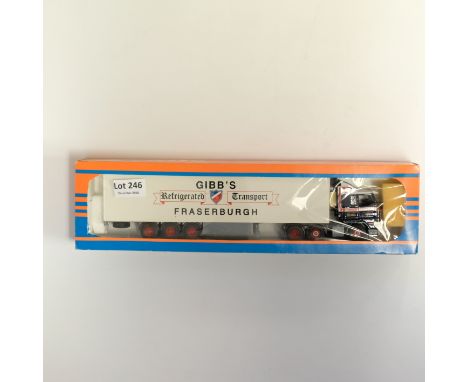 Lot 246
GIBB'S
Refrigerated Transport
FRASERBURGH